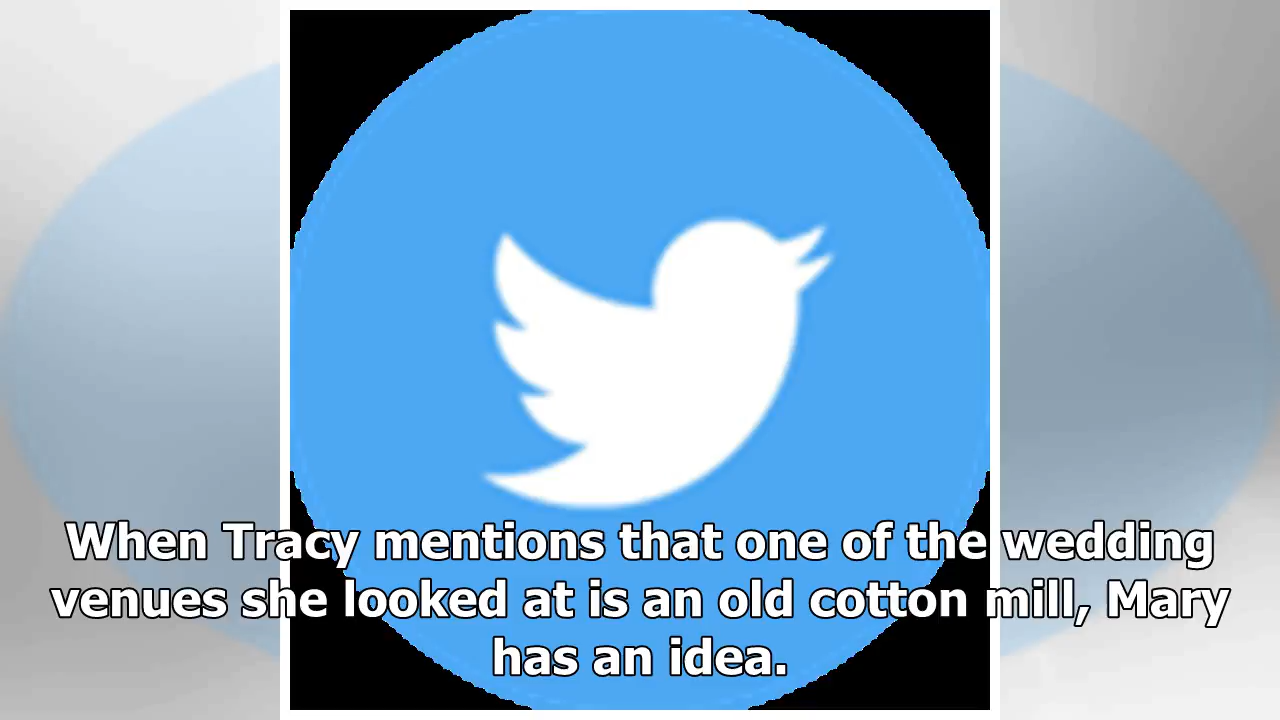 When Tracy mentions that one of the wedding
venues she looked at is an old cotton mill, Mary
has an idea.